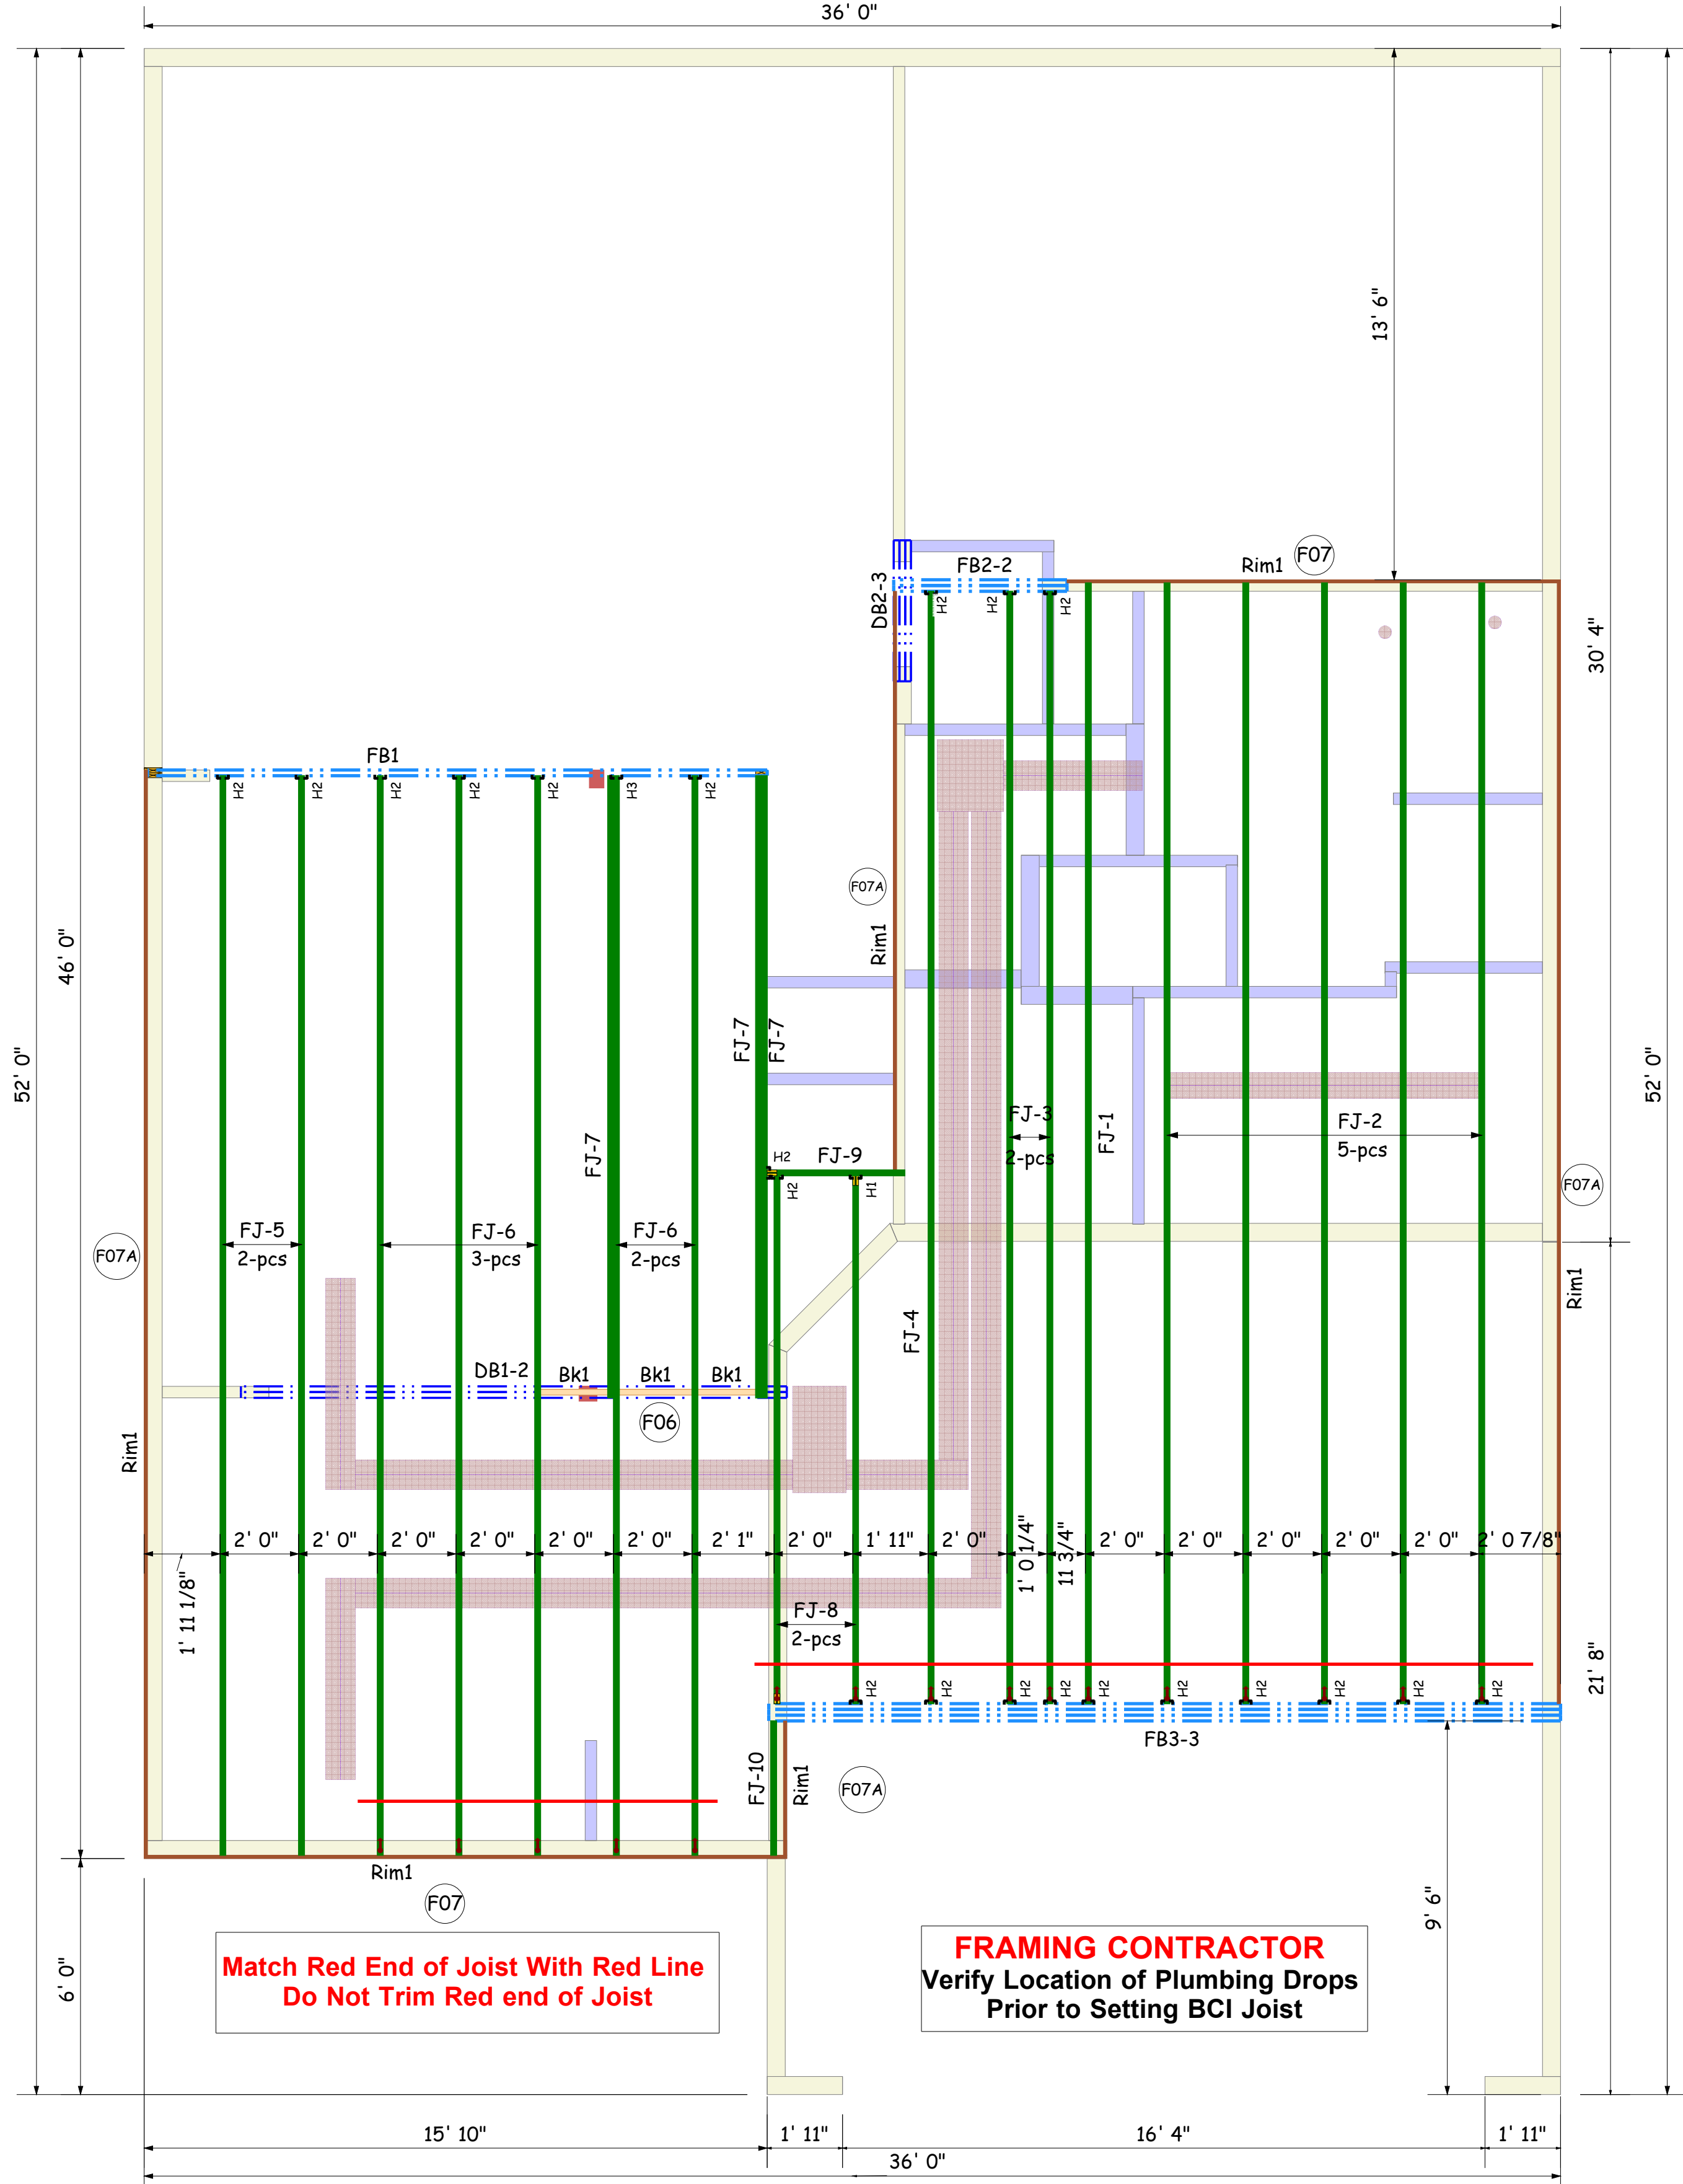 36' 0"
13' 6"
F07
Rim1
FB2-2
DB2-3
H2
H2
H2
30' 4"
FB1
H2
H2
H2
H2
H2
H3
H2
F07A
Rim1
46' 0"
52' 0"
52' 0"
FJ-7
FJ-7
FJ-7
FJ-3
2-pcs
FJ-1
FJ-2
5-pcs
H2
FJ-9
H2
H1
F07A
F07A
FJ-5
2-pcs
FJ-6
3-pcs
FJ-6
2-pcs
Rim1
FJ-4
DB1-2
Bk1
Bk1
Bk1
F06
Rim1
1' 11 1/8"
2' 0"
2' 0"
2' 0"
2' 0"
2' 0"
2' 0"
2' 1"
2' 0"
1' 11"
2' 0"
1' 0 1/4"
11 3/4"
2' 0"
2' 0"
2' 0"
2' 0"
2' 0"
2' 0 7/8"
FJ-8
2-pcs
21' 8"
H2
H2
H2
H2
H2
H2
H2
H2
H2
H2
FB3-3
FJ-10
Rim1
F07A
Rim1
F07
9' 6"
6' 0"
Match Red End of Joist With Red Line
Do Not Trim Red end of Joist
FRAMING CONTRACTOR
Verify Location of Plumbing Drops
Prior to Setting BCI Joist
15' 10"
1' 11"
16' 4"
1' 11"
36' 0"